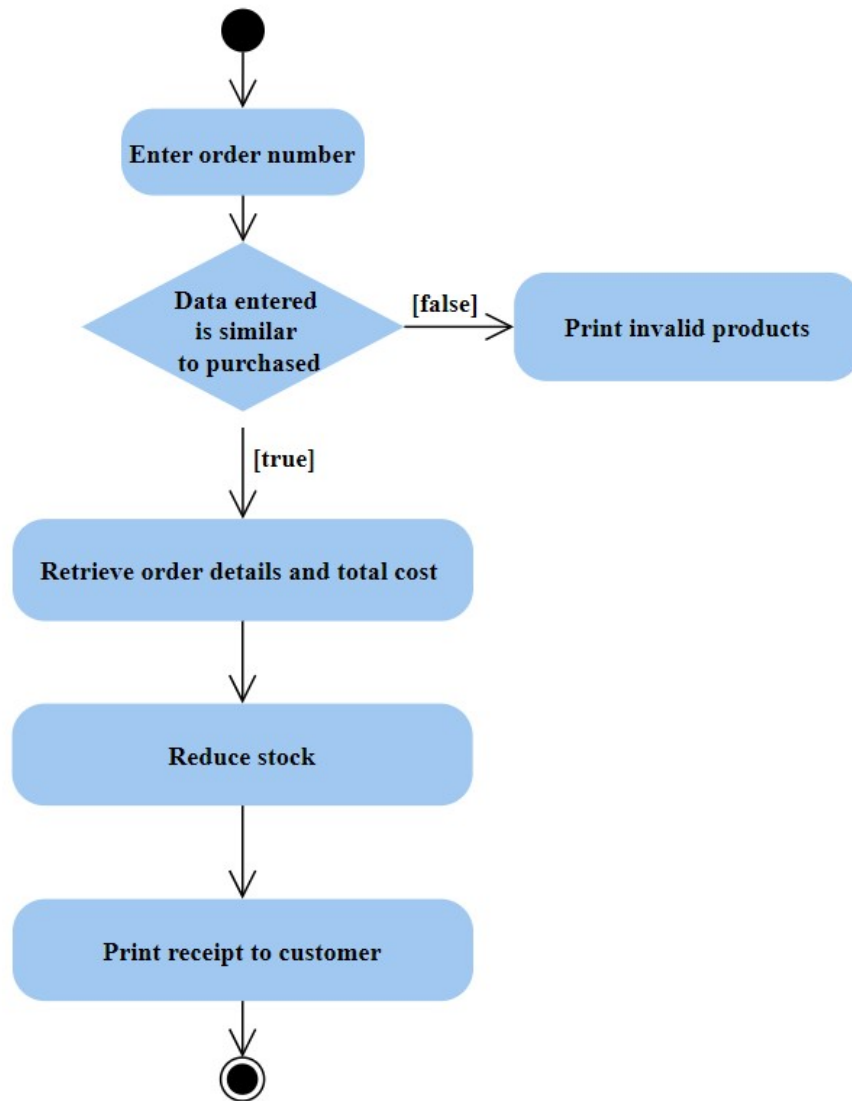 Enter order number
Data entered
is similar
to purchased
[false]
Print invalid products
[true]
Retrieve order details and total cost
Reduce stock
Print receipt to customer